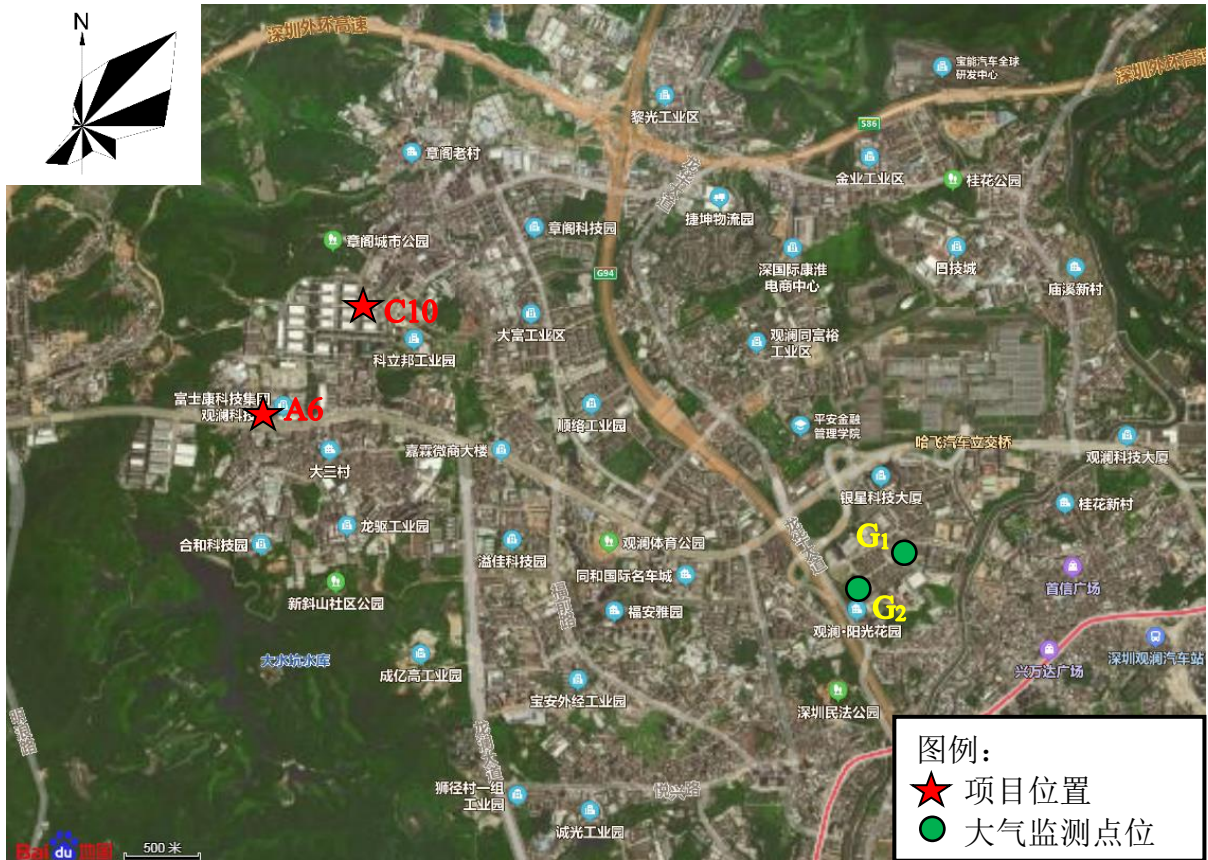 N
深圳外环高速
宝能汽车全球
研发中心
深圳外环高速
黎光工业区
S86
章阁老村
金业工业区
桂花公园
捷坤物流园
章阁科技园
章阁城市公园
深国际康淮
电商中心
G94
庙溪新村
C10
大富工业区
观澜同富裕
工业区
科立邦工业园
富士康科技集团
观澜科技
A6
顺络工业园
平安金融
管理学院
哈飞汽车立交桥
嘉霖微商大楼
大三村
观澜科技大厦
银星科技大厦
桂花新村
龙驱工业园
合和科技园
溢佳科技园
观澜体育公园
G1
同和国际名车城
新斜山社区公园
首信广场
G2
福安雅园
观澜·阳光花园
大水坑水库
成亿高工业园
兴万达广场
深圳观澜汽车站
宝安外经工业园
深圳民法公园
龙澜大道
悦兴路
狮径村一组
工业园
诚光工业园
图例：
项目位置
大气监测点位
Bai du 地图
500 米